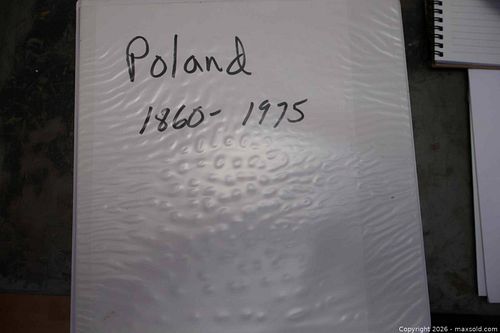 Poland
1860- 1975
Copyright 2026 - maxsold.com